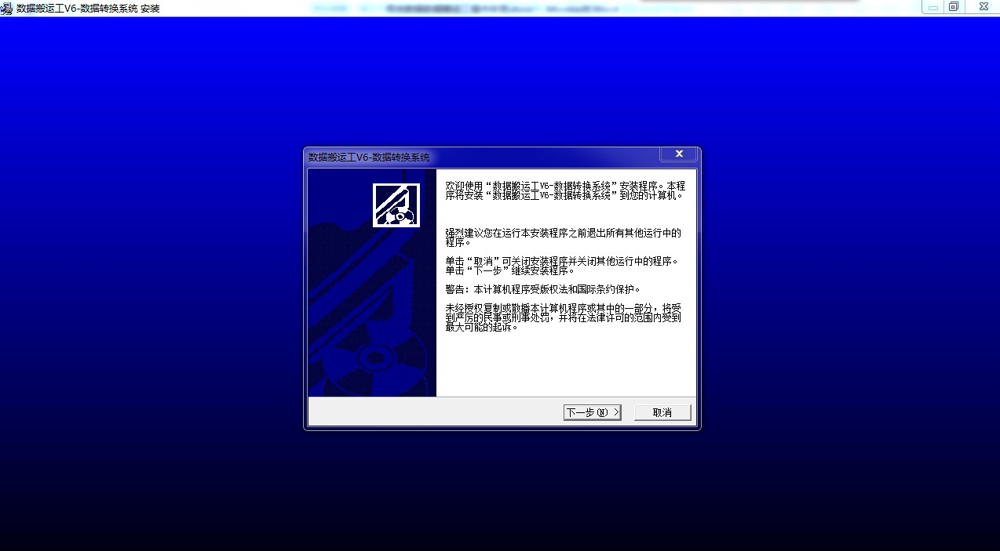 数据搬运工V6-数据转换系统 安装
数据搬运工V6-数据转换系统
欢迎使用“数据搬运工V6-数据转换系统”安装程序。本程
序将安装“数据搬运工V6-数据转换系统”到您的计算机。
强烈建议您在运行本安装程序之前退出所有其他运行中的
程序。
单击“取消”可关闭安装程序并关闭其他运行中的程序。
单击“下一步”继续安装程序。
警告：本计算机程序受版权法和国际条约保护。
未经授权复制或散播本计算机程序或其中的一部分，将受
到严厉的民事或刑事处罚，并将在法律许可的范围内受到
最大可能的起诉。
下一步(N) >
取消